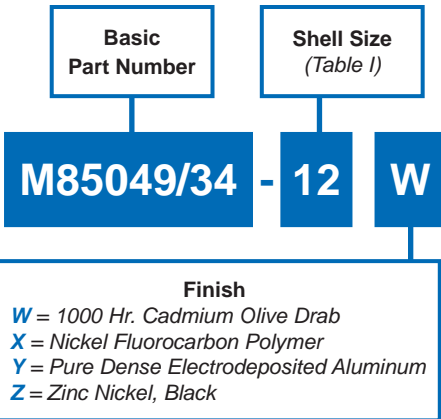 Basic
Part Number
Shell Size
(Table I)
M85049/34 - 12 W
Finish
W = 1000 Hr. Cadmium Olive Drab
X = Nickel Fluorocarbon Polymer
Y = Pure Dense Electrodeposited Aluminum
Z = Zinc Nickel, Black